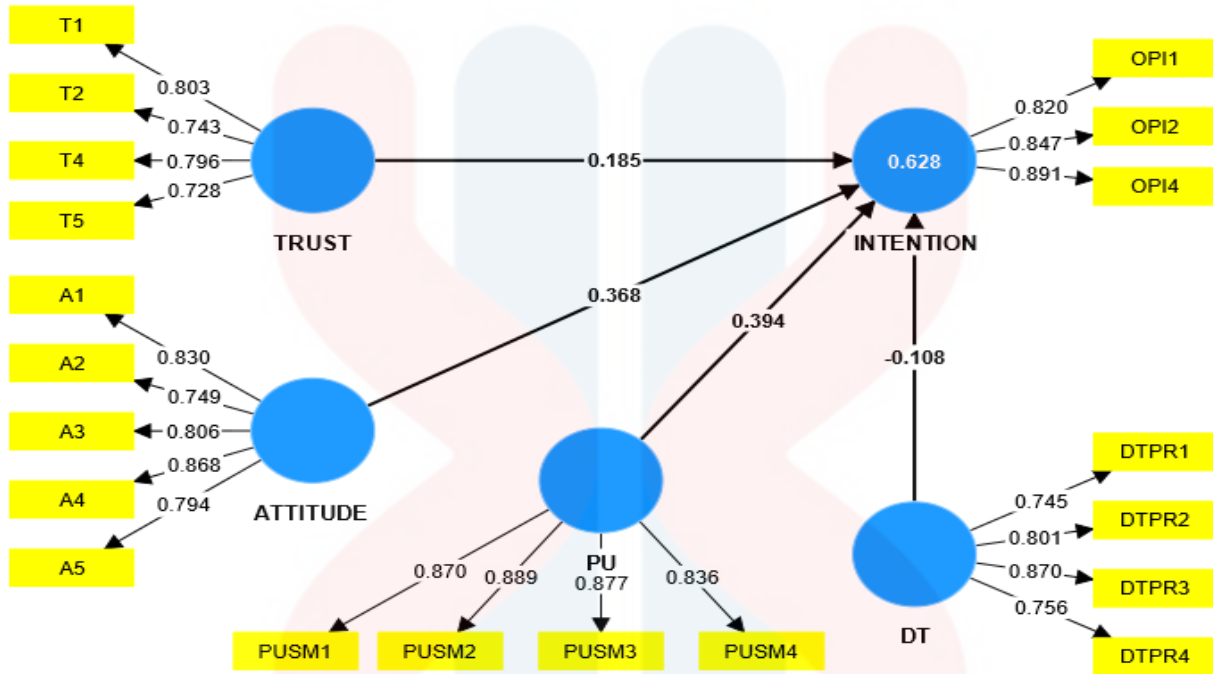 T1
T2
T4
T5
0.803
0.743
0.796
0.728
TRUST
0.185
OPI1
OPI2
OPI4
0.820
0.847
0.891
0.628
INTENTION
A1
A2
A3
A4
A5
0.830
0.749
0.806
0.868
0.794
ATTITUDE
0.368
0.394
-0.108
PU
0.870
0.889
0.877
0.836
PUSM1
PUSM2
PUSM3
PUSM4
DT
0.745
0.801
0.870
0.756
DTPR1
DTPR2
DTPR3
DTPR4